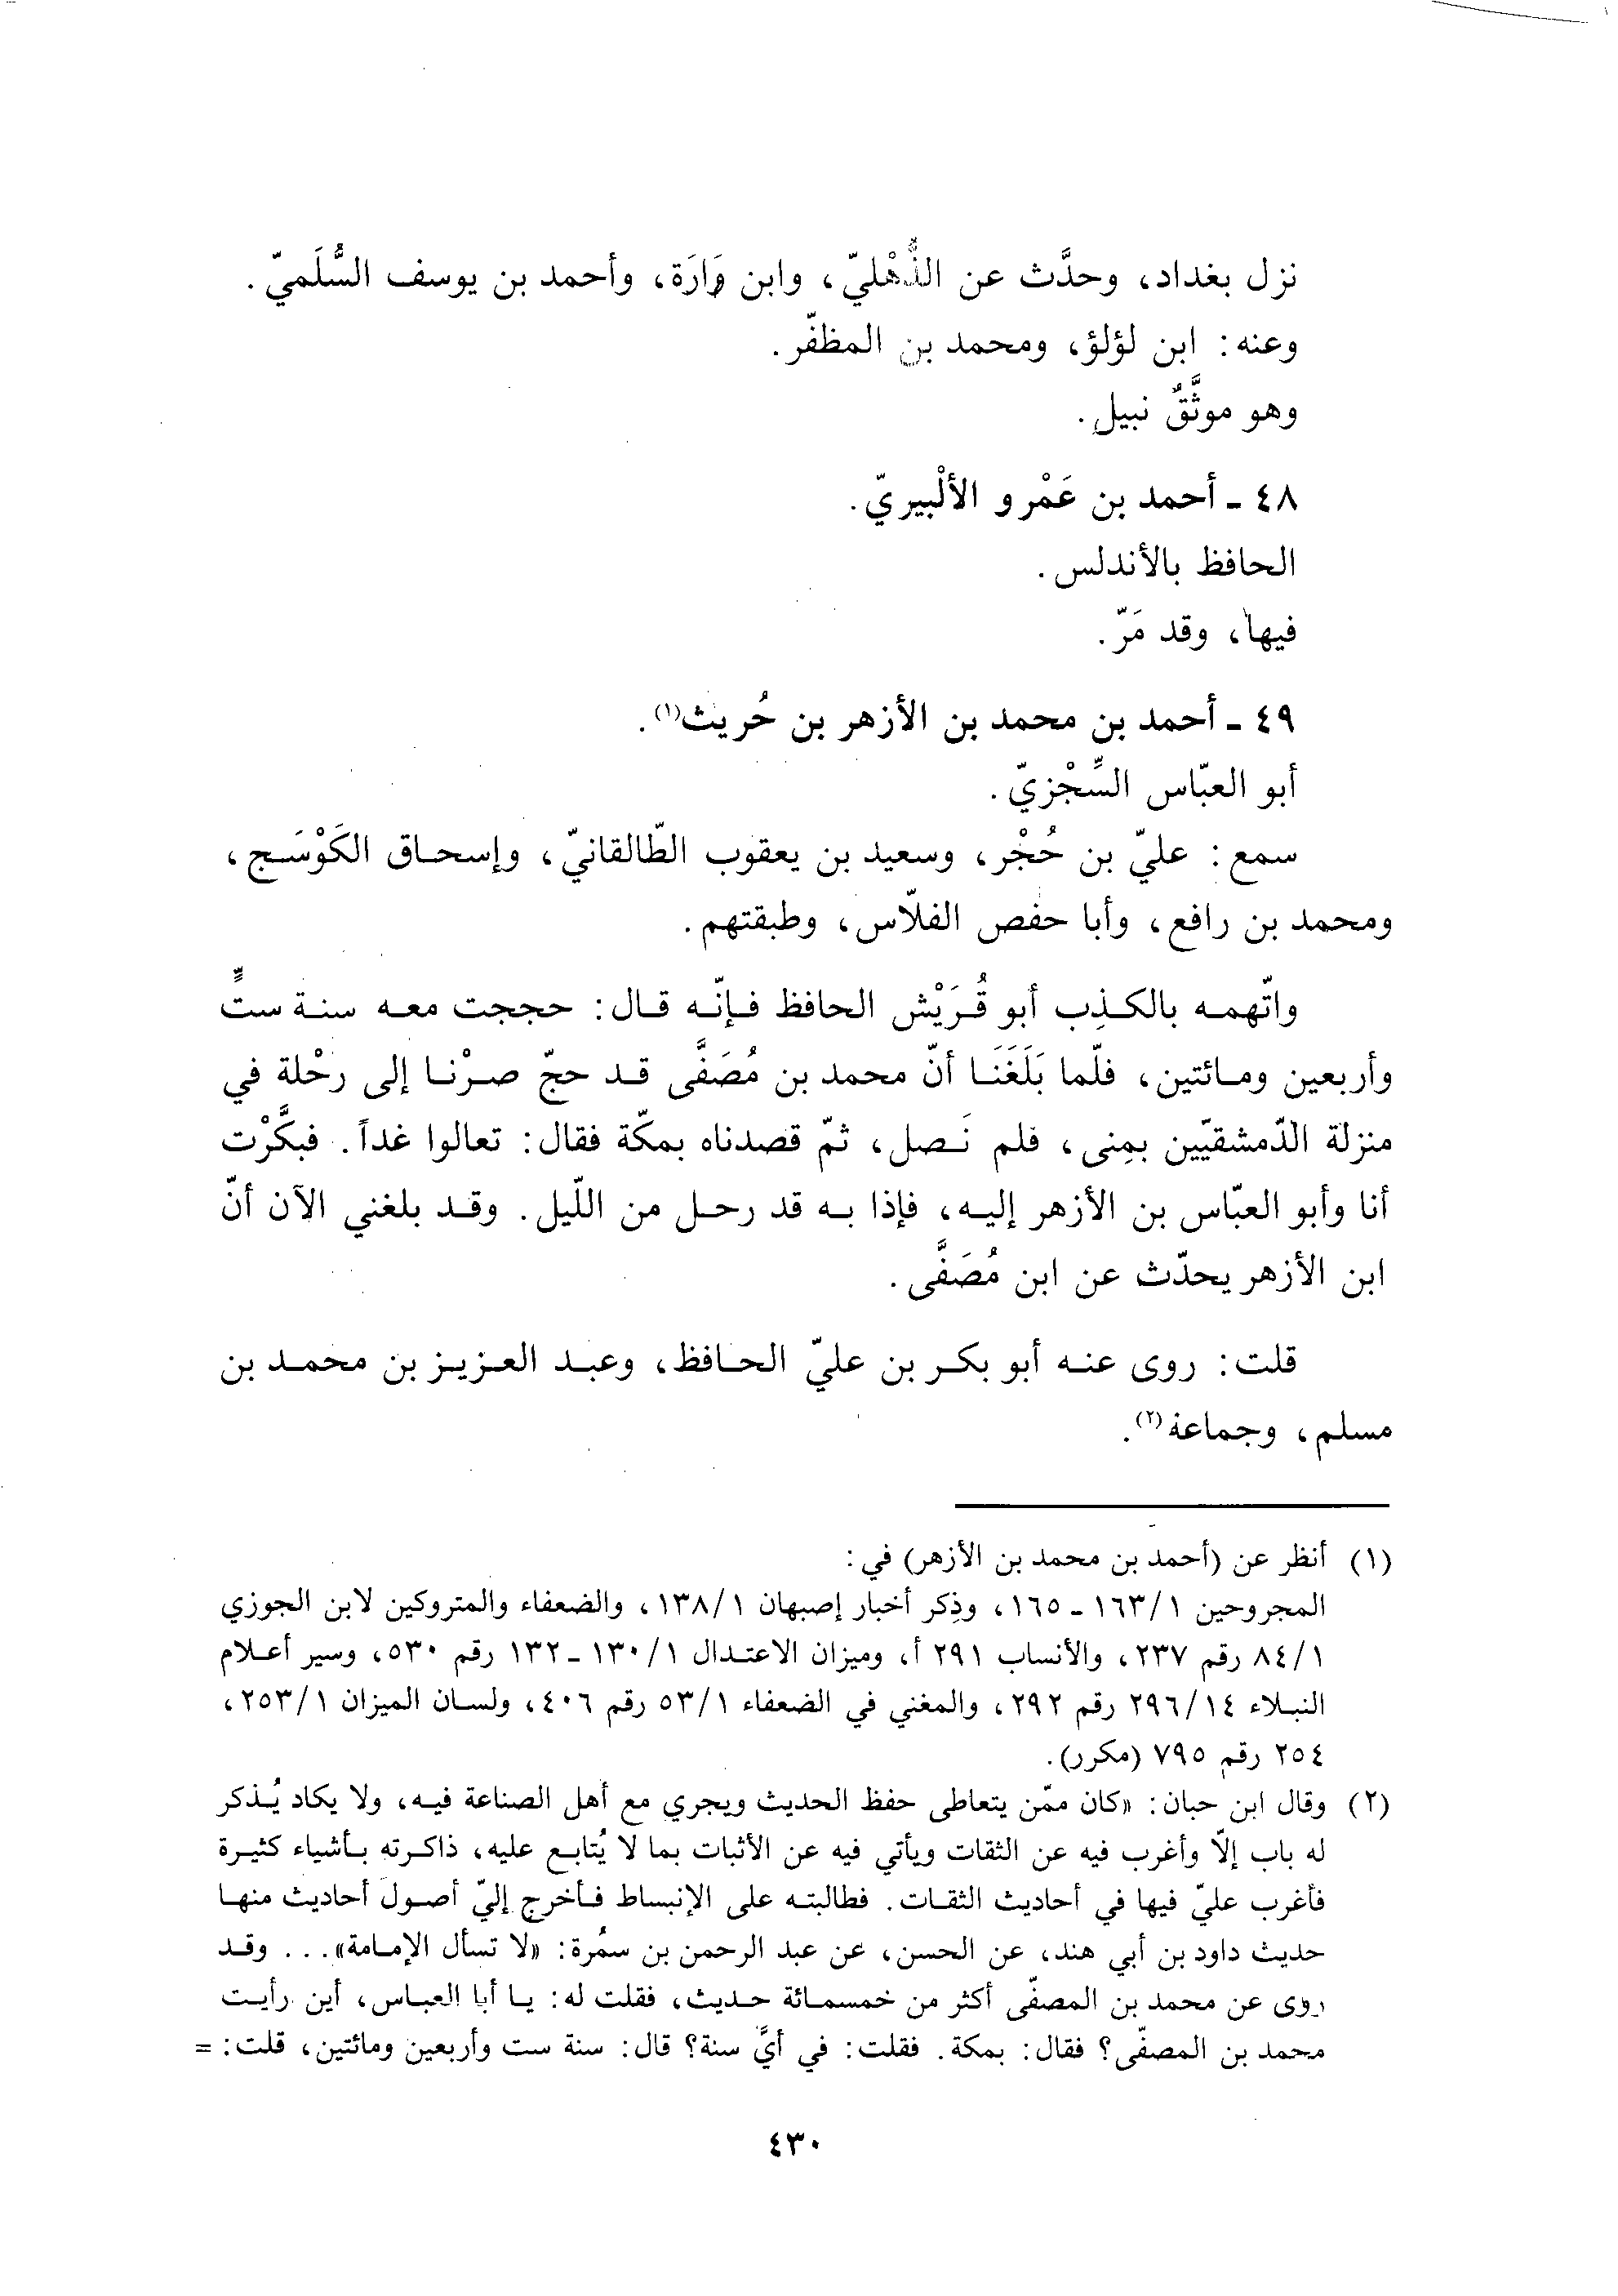 نزل بغداد، وحدَّث عن الذُّهْليّ، وابن وَارَة، وأحمد بن يوسف السُّلَميّ.
وعنه: ابن لؤلؤ، ومحمد بن المظفّر.
وهو موثَّقٌ نبيل.
٤٨ ـ أحمد بن عَمْرو الألْبيريّ.
الحافظ بالأندلس.
فيها، وقد مَرّ.
٤٩ ـ أحمد بن محمد بن الأزهر بن حُريث(١).
أبو العبّاس السِّجْزيّ.
سمع: عليّ بن حُجْر، وسعيد بن يعقوب الطّالقانيّ، وإسحاق الكَوْسَج،
ومحمد بن رافع، وأبا حفص الفلّاس، وطبقتهم.
واتّهمه بالكذِب أبو قُرَيْش الحافظ فإنّه قال: حججت معه سنة ستٍّ
وأربعين ومائتين، فلّما بَلَغَنَا أنّ محمد بن مُصَفَّى قد حجّ صرْنا إلى رحْلة في
منزلة الدّمشقيّين بمِنى، فلم نَصل، ثمّ قصدناه بمكّة فقال: تعالوا غداً. فبكَّرْت
أنا وأبو العبّاس بن الأزهر إليه، فإذا به قد رحل من اللّيل. وقد بلغني الآن أنّ
ابن الأزهر يحدّث عن ابن مُصَفَّى.
قلت: روى عنه أبو بكر بن عليّ الحافظ، وعبد العزيز بن محمد بن
مسلم، وجماعة(٢).
(١) أنظر عن (أحمد بن محمد بن الأزهر) في:
المجروحين ١/١٦٣ ـ ١٦٥، وذِكر أخبار إصبهان ١/١٣٨، والضعفاء والمتروكين لابن الجوزي
١/٨٤ رقم ٢٣٧، والأنساب ٢٩١ أ، وميزان الاعتدال ١/١٣٠ ـ ١٣٢ رقم ٥٣٠، وسير أعلام
النبلاء ١٤/٢٩٦ رقم ٢٩٢، والمغني في الضعفاء ١/٥٣ رقم ٤٠٦، ولسان الميزان ١/٢٥٣،
٢٥٤ رقم ٧٩٥ (مكرر).
(٢) وقال ابن حبان: «كان ممّن يتعاطى حفظ الحديث ويجري مع أهل الصناعة فيه، ولا يكاد يُذكر
له باب إلّا وأغرب فيه عن الثقات ويأتي فيه عن الأثبات بما لا يُتابع عليه، ذاكرته بأشياء كثيرة
فأغرب عليّ فيها في أحاديث الثقات. فطالبته على الإنبساط فأخرج إليّ أصول أحاديث منها
حديث داود بن أبي هند، عن الحسن، عن عبد الرحمن بن سمُرة: «لا تسأل الإمامة»... وقد
روى عن محمد بن المصفّى أكثر من خمسمائة حديث، فقلت له: يا أبا العباس، أين رأيت
محمد بن المصفّى؟ فقال: بمكة. فقلت: في أيَّ سنة؟ قال: سنة ست وأربعين ومائتين، قلت: =
٤٣٠